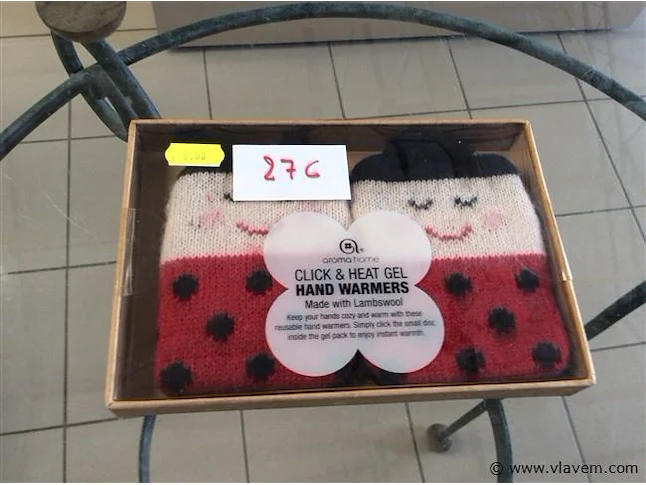 276
aroma home
CLICK & HEAT GEL
HAND WARMERS
Made with Lambswool
Keep your hands cozy and warm with these
reusable hand warmers. Simply click the small disc
inside the gel pack to enjoy instant warmth.
© www.vlavem.com